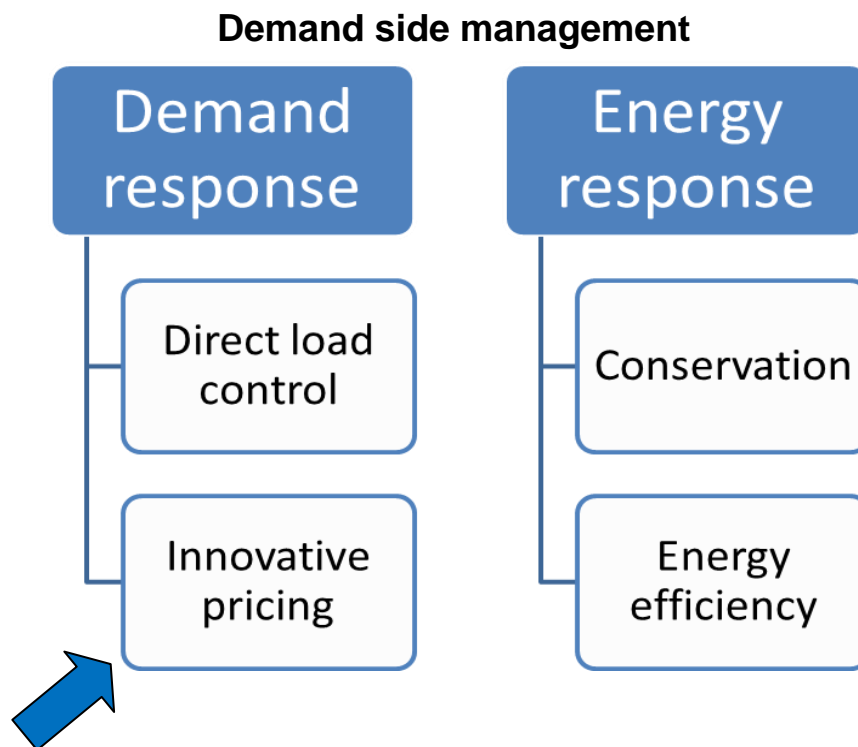 Demand side management
Demand
response
Direct load
control
Innovative
pricing
Energy
response
Conservation
Energy
efficiency